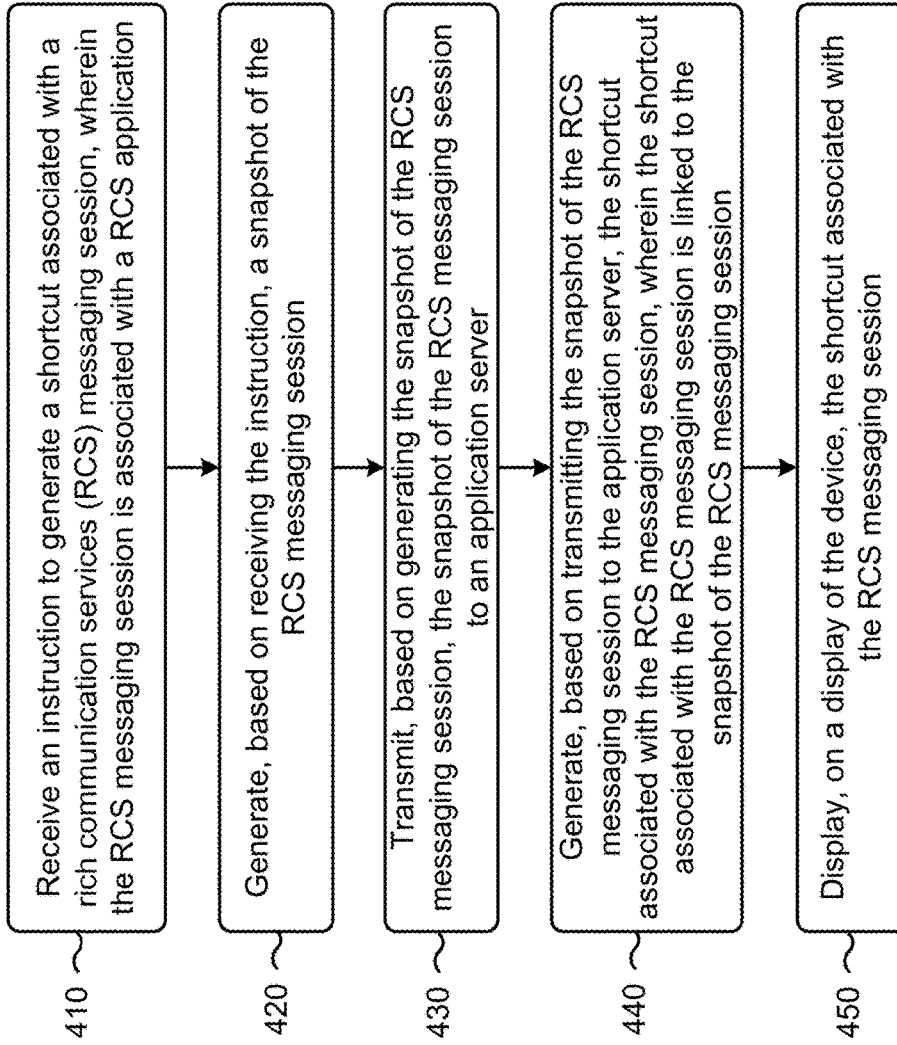 410
Receive an instruction to generate a shortcut associated with a
rich communication services (RCS) messaging session, wherein
the RCS messaging session is associated with a RCS application
420
Generate, based on receiving the instruction, a snapshot of the
RCS messaging session
430
Transmit, based on generating the snapshot of the RCS
messaging session, the snapshot of the RCS messaging session
to an application server
440
Generate, based on transmitting the snapshot of the RCS
messaging session to the application server, the shortcut
associated with the RCS messaging session, wherein the shortcut
associated with the RCS messaging session is linked to the
snapshot of the RCS messaging session
450
Display, on a display of the device, the shortcut associated with
the RCS messaging session